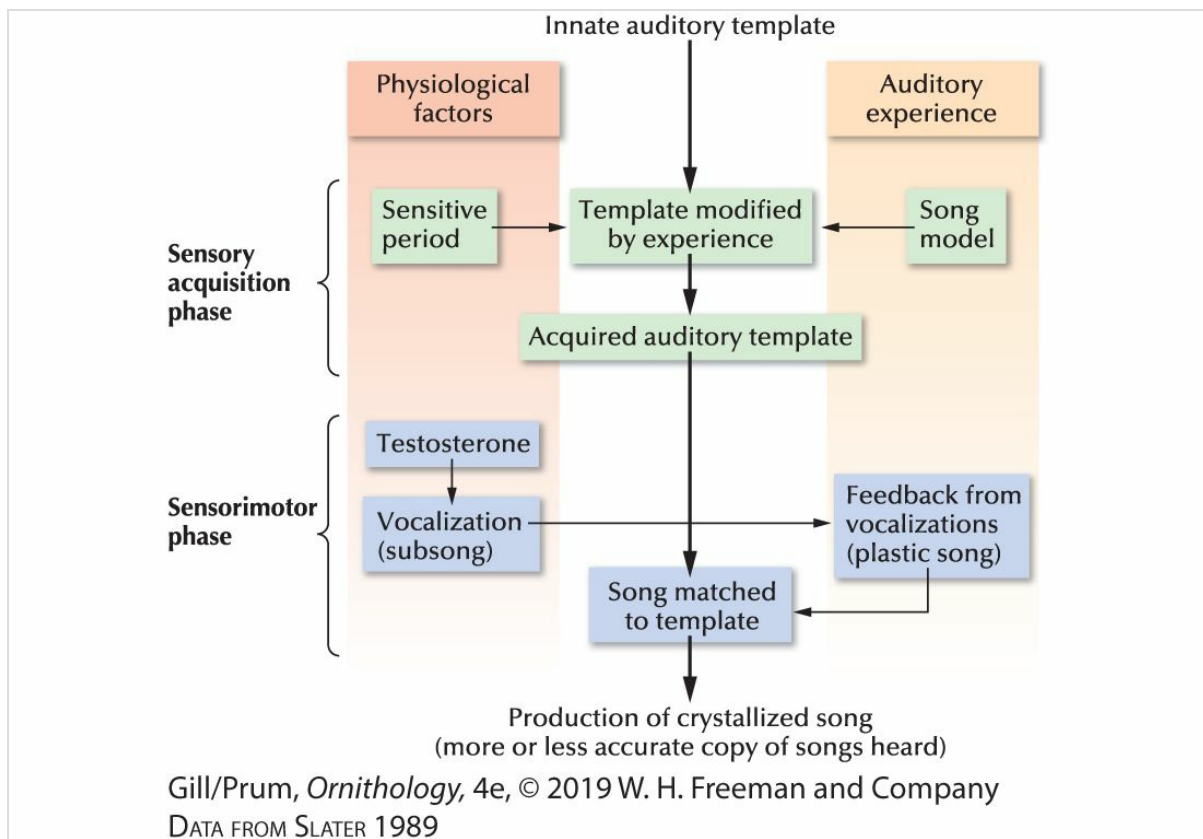 Innate auditory template
Physiological
factors
Auditory
experience
Sensory
acquisition
phase
Sensitive
period
Template modified
by experience
Song
model
Acquired auditory template
Sensorimotor
phase
Testosterone
Vocalization
(subsong)
Feedback from
vocalizations
(plastic song)
Song matched
to template
Production of crystallized song
(more or less accurate copy of songs heard)
Gill/Prum, Ornithology, 4e, © 2019 W. H. Freeman and Company
DATA FROM SLATER 1989